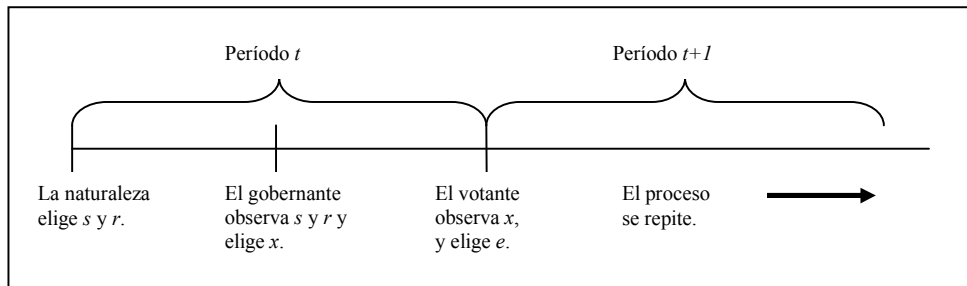 Período t
Período t+1
La naturaleza
elige s y r.
El gobernante
observa s y r y
elige x.
El votante
observa x,
y elige e.
El proceso
se repite.